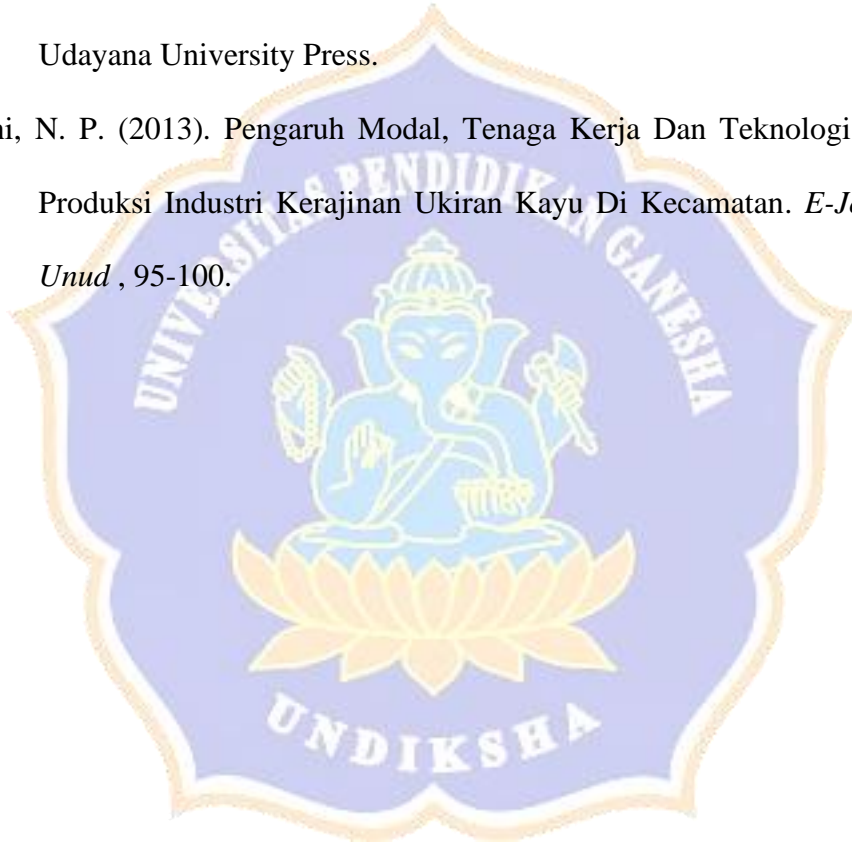 Udayana University Press.
ni, N. P. (2013). Pengaruh Modal, Tenaga Kerja Dan Teknologi
Produksi Industri Kerajinan Ukiran Kayu Di Kecamatan. E-J
Unud , 95-100.
UNIVERSITAS PENDIDIKAN GANESHA
UNDIKSHA